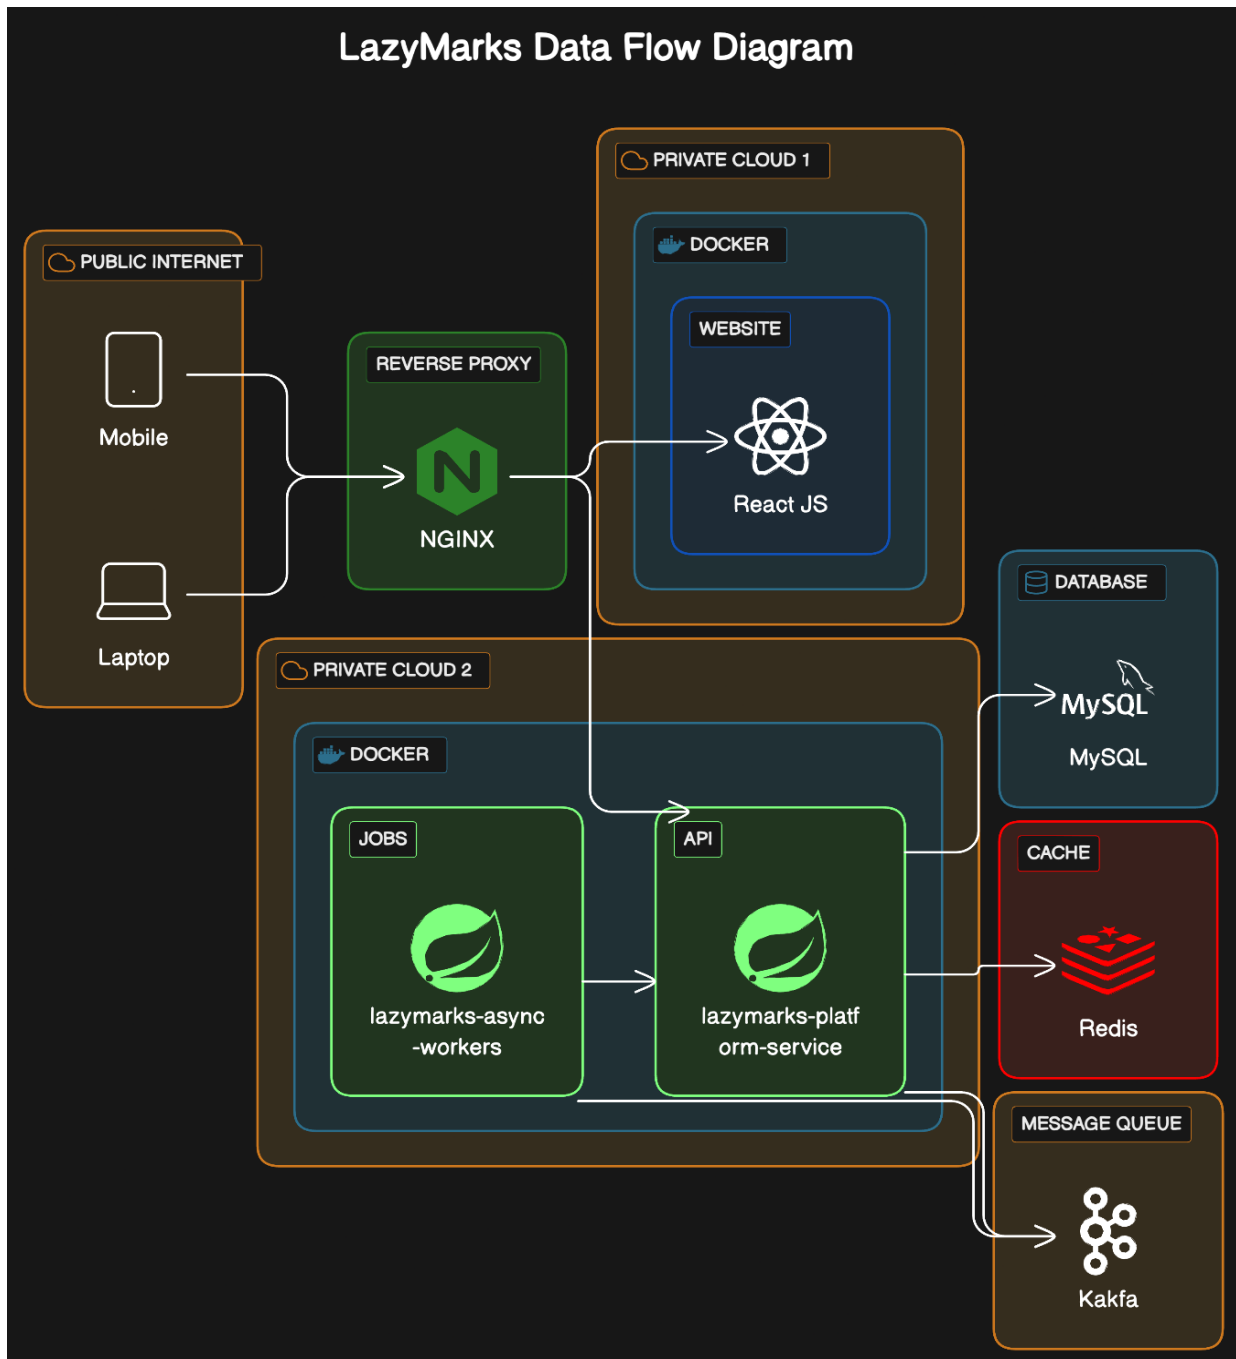 LazyMarks Data Flow Diagram
PRIVATE CLOUD 1
DOCKER
WEBSITE
React JS
PUBLIC INTERNET
Mobile
Laptop
REVERSE PROXY
NGINX
PRIVATE CLOUD 2
DOCKER
JOBS
lazymarks-async
-workers
API
lazymarks-platf
orm-service
DATABASE
MySQL
MySQL
CACHE
Redis
MESSAGE QUEUE
Kakfa